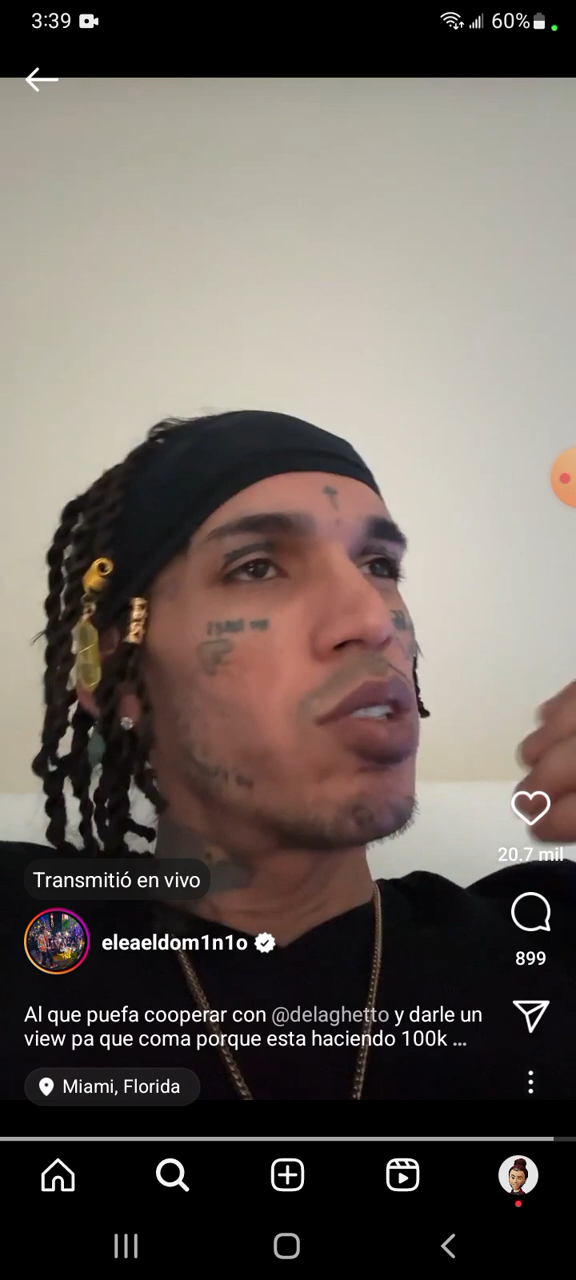 3:39
60%
Transmitió en vivo
20.7 mil
eleaeldom1n1o
899
Al que puefa cooperar con @delaghetto y darle un
view pa que coma porque esta haciendo 100k ...
Miami, Florida